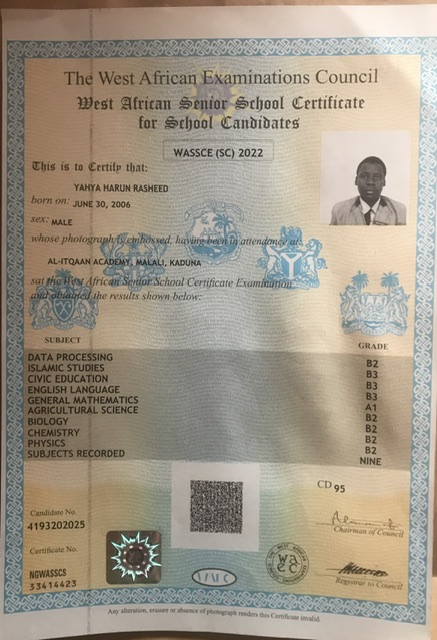 The West African Examinations Council
West African Senior School Certificate
for School Candidates
WASSCE (SC) 2022
This is to Certify that:
YAHYA HARUN RASHEED
born on: JUNE 30, 2006
sex: MALE
whose photograph is embossed, having been in attendance at:
AL-ITQAAN ACADEMY, MALALI, KADUNA
sat the West African Senior School Certificate Examination
and obtained the results shown below:
SUBJECT GRADE
DATA PROCESSING B2
ISLAMIC STUDIES B3
CIVIC EDUCATION B3
ENGLISH LANGUAGE B3
GENERAL MATHEMATICS A1
AGRICULTURAL SCIENCE B2
BIOLOGY B2
CHEMISTRY B2
PHYSICS B2
SUBJECTS RECORDED NINE
CD 95
Candidate No.
4193202025
Chairman of Council
Certificate No.
NGWASSCS
33414423
Registrar to Council
Any alteration, erasure or absence of photograph renders this Certificate invalid.